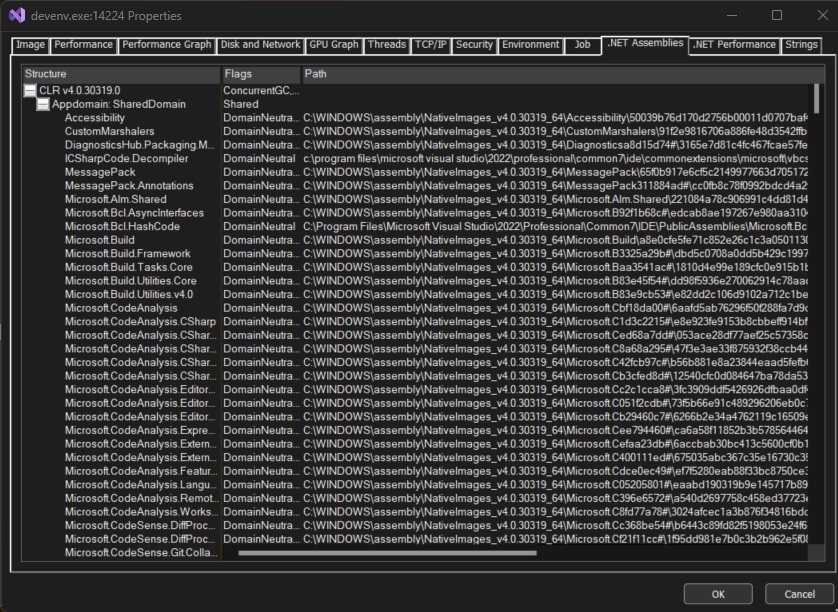 devenv.exe:14224 Properties
Image Performance Performance Graph Disk and Network GPU Graph Threads TCP/IP Security Environment Job .NET Assemblies .NET Performance Strings
Structure Flags Path
CLR v4.0.30319.0 ConcurrentGC,...
Appdomain: SharedDomain Shared
Accessibility DomainNeutra... C:\WINDOWS\assembly\NativeImages_v4.0.30319_64\Accessibility\50039b76d170d2756b00011d0707baf
CustomMarshalers DomainNeutra... C:\WINDOWS\assembly\NativeImages_v4.0.30319_64\CustomMarshalers\91f2e9816706a886fe48d3542ffb
DiagnosticsHub.Packaging.M... DomainNeutra... C:\WINDOWS\assembly\NativeImages_v4.0.30319_64\Diagnosticsa8d15d74#\3165e7d81c4fc467fcae57fe
ICSharpCode.Decompiler DomainNeutral c:\program files\microsoft visual studio\2022\professional\common7\ide\commonextensions\microsoft\vbcs
MessagePack DomainNeutra... C:\WINDOWS\assembly\NativeImages_v4.0.30319_64\MessagePack\65f0b917e6cf5c2149977663d705172
MessagePack.Annotations DomainNeutra... C:\WINDOWS\assembly\NativeImages_v4.0.30319_64\MessagePack311884ad#\cc0fb8c78f0992bdcd4a2
Microsoft.Alm.Shared DomainNeutra... C:\WINDOWS\assembly\NativeImages_v4.0.30319_64\Microsoft.Alm.Shared\221084a78c906991c4dd81d4
Microsoft.Bcl.AsyncInterfaces DomainNeutra... C:\WINDOWS\assembly\NativeImages_v4.0.30319_64\Microsoft.B92f1b68c#\edcab8ae197267e980aa310
Microsoft.Bcl.HashCode DomainNeutral C:\Program Files\Microsoft Visual Studio\2022\Professional\Common7\IDE\PublicAssemblies\Microsoft.Bc
Microsoft.Build DomainNeutra... C:\WINDOWS\assembly\NativeImages_v4.0.30319_64\Microsoft.Build\a8e0cfe5fe71c852e26c1c3a0501130
Microsoft.Build.Framework DomainNeutra... C:\WINDOWS\assembly\NativeImages_v4.0.30319_64\Microsoft.B3325a29b#\dbd5c0708a0dd5b429c1997
Microsoft.Build.Tasks.Core DomainNeutra... C:\WINDOWS\assembly\NativeImages_v4.0.30319_64\Microsoft.Baa3541ac#\1810d4e99e189cfc0e915b1b
Microsoft.Build.Utilities.Core DomainNeutra... C:\WINDOWS\assembly\NativeImages_v4.0.30319_64\Microsoft.B83e45f54#\dd98f5936e270062914c78aac
Microsoft.Build.Utilities.v4.0 DomainNeutra... C:\WINDOWS\assembly\NativeImages_v4.0.30319_64\Microsoft.B83e9cb53#\e82dd2c106d9102a712c1be
Microsoft.CodeAnalysis DomainNeutra... C:\WINDOWS\assembly\NativeImages_v4.0.30319_64\Microsoft.Cbf18da00#\6aafd5ab76296f50f288fa7d9c
Microsoft.CodeAnalysis.CSharp DomainNeutra... C:\WINDOWS\assembly\NativeImages_v4.0.30319_64\Microsoft.C1d3c2215#\e8e923fe9153b8cbbeff914bf
Microsoft.CodeAnalysis.CShar... DomainNeutra... C:\WINDOWS\assembly\NativeImages_v4.0.30319_64\Microsoft.Ced68a7dd#\053ace28df77aef25c57358c
Microsoft.CodeAnalysis.CShar... DomainNeutra... C:\WINDOWS\assembly\NativeImages_v4.0.30319_64\Microsoft.C8a68a295#\47f3e3ae33f875932f38ccb44
Microsoft.CodeAnalysis.CShar... DomainNeutra... C:\WINDOWS\assembly\NativeImages_v4.0.30319_64\Microsoft.C42fcb97c#\b56b881e8a23844eaad5fefb
Microsoft.CodeAnalysis.CShar... DomainNeutra... C:\WINDOWS\assembly\NativeImages_v4.0.30319_64\Microsoft.Cb3cfed8d#\12540cfc0d084647ba78da53
Microsoft.CodeAnalysis.Editor... DomainNeutra... C:\WINDOWS\assembly\NativeImages_v4.0.30319_64\Microsoft.Cc2c1cca8#\3fc3909ddf5426926dfbaa0df
Microsoft.CodeAnalysis.Editor... DomainNeutra... C:\WINDOWS\assembly\NativeImages_v4.0.30319_64\Microsoft.C051f2cdb#\73f5b66e91c489296206eb0c
Microsoft.CodeAnalysis.Editor... DomainNeutra... C:\WINDOWS\assembly\NativeImages_v4.0.30319_64\Microsoft.Cb29460c7#\6266b2e34a4762119c16509
Microsoft.CodeAnalysis.Expre... DomainNeutra... C:\WINDOWS\assembly\NativeImages_v4.0.30319_64\Microsoft.Cee794460#\ca6a58f11852b3b578564464
Microsoft.CodeAnalysis.Extern... DomainNeutra... C:\WINDOWS\assembly\NativeImages_v4.0.30319_64\Microsoft.Cefaa23db#\6accbab30bc413c5600cf0b1
Microsoft.CodeAnalysis.Extern... DomainNeutra... C:\WINDOWS\assembly\NativeImages_v4.0.30319_64\Microsoft.C400111ed#\675035abc367c35e16730c3
Microsoft.CodeAnalysis.Featur... DomainNeutra... C:\WINDOWS\assembly\NativeImages_v4.0.30319_64\Microsoft.Cdce0ec49#\ef7f5280eab88f33bc8750ce
Microsoft.CodeAnalysis.Langu... DomainNeutra... C:\WINDOWS\assembly\NativeImages_v4.0.30319_64\Microsoft.C05205801\eaabd190319b9e145717b89
Microsoft.CodeAnalysis.Remot... DomainNeutra... C:\WINDOWS\assembly\NativeImages_v4.0.30319_64\Microsoft.C396e6572#\a540d2697758c458ed37723
Microsoft.CodeAnalysis.Works... DomainNeutra... C:\WINDOWS\assembly\NativeImages_v4.0.30319_64\Microsoft.C8fd77a78#\3024afcec1a3b876f34816bdc
Microsoft.CodeSense.DiffProc... DomainNeutra... C:\WINDOWS\assembly\NativeImages_v4.0.30319_64\Microsoft.Cc368be54#\b6443c89fd82f5198053e24f6
Microsoft.CodeSense.DiffProc... DomainNeutra... C:\WINDOWS\assembly\NativeImages_v4.0.30319_64\Microsoft.Cf21f11cc#\1f95dd981e7b0c3b2b962e5f0
Microsoft.CodeSense.Git.Colla...
OK Cancel